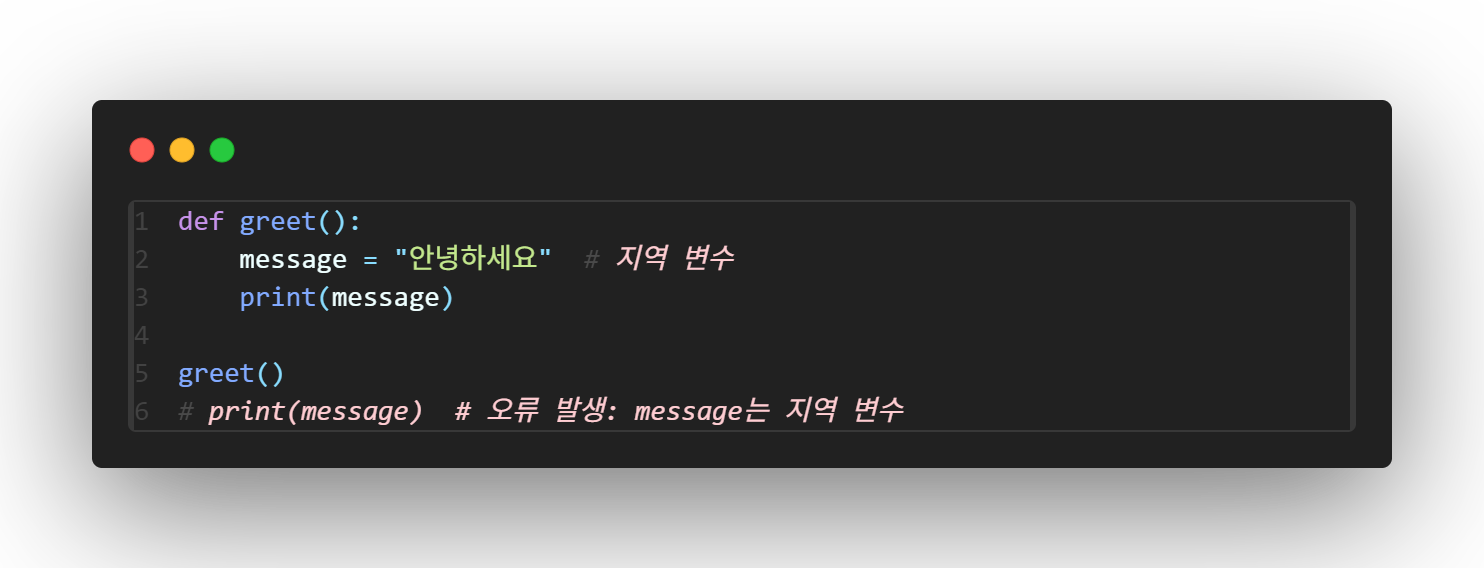 1 def greet():
2     message = "안녕하세요"  # 지역 변수
3     print(message)
4
5 greet()
6 # print(message)  # 오류 발생: message는 지역 변수